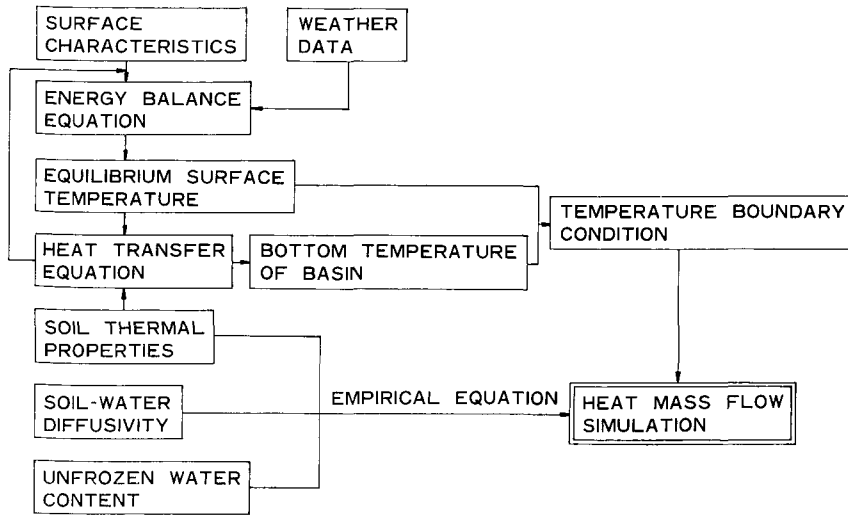 SURFACE
CHARACTERISTICS
WEATHER
DATA
ENERGY BALANCE
EQUATION
EQUILIBRIUM SURFACE
TEMPERATURE
TEMPERATURE BOUNDARY
CONDITION
HEAT TRANSFER
EQUATION
BOTTOM TEMPERATURE
OF BASIN
SOIL THERMAL
PROPERTIES
SOIL-WATER
DIFFUSIVITY
EMPIRICAL EQUATION
HEAT MASS FLOW
SIMULATION
UNFROZEN WATER
CONTENT